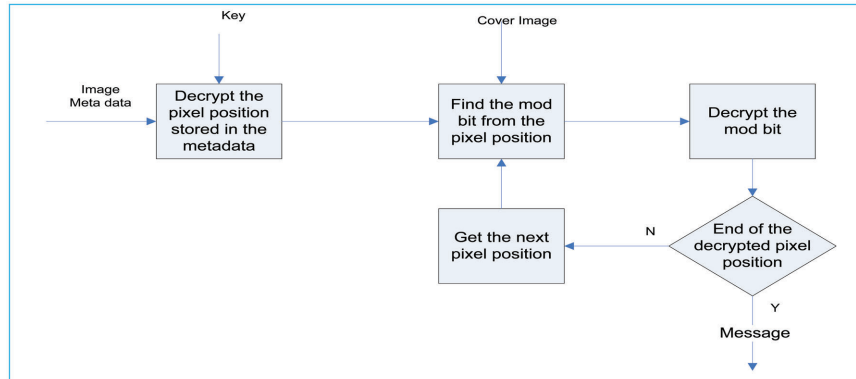 Key
Cover Image
Image
Meta data
Decrypt the
pixel position
stored in the
metadata
Find the mod
bit from the
pixel position
Decrypt the
mod bit
Get the next
pixel position
N
End of the
decrypted pixel
position
Y
Message